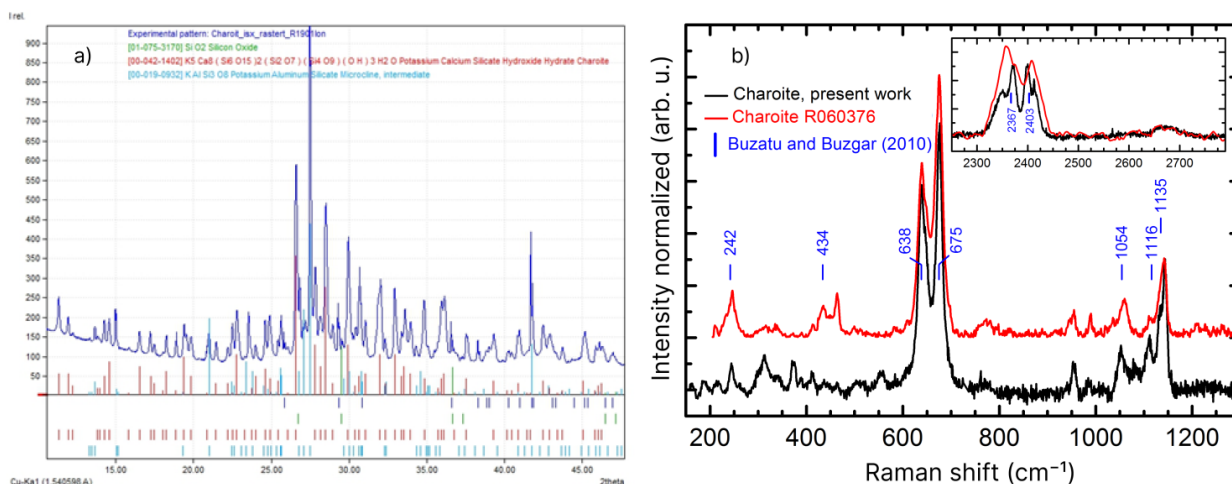 I rel.
a)
Experimental pattern: Charoit_isx_rastert_R1901lon
[01-075-3170] Si O2 Silicon Oxide
[00-042-1402] K5 Ca8 ( Si6 O15 )2 ( Si2 O7 ) ( Si4 O9 ) ( O H ) 3 H2 O Potassium Calcium Silicate Hydroxide Hydrate Charoite
[00-019-0932] K Al Si3 O8 Potassium Aluminum Silicate Microcline, intermediate
900
850
800
750
700
650
600
550
500
450
400
350
300
250
200
150
100
50
15.00 20.00 25.00 30.00 35.00 40.00 45.00
Cu-Ka1 (1.540598 A) 2theta
b)
Charoite, present work
Charoite R060376
Buzatu and Buzgar (2010)
2367
2403
2300 2400 2500 2600 2700
242
434
638
675
1054
1116
1135
Intensity normalized (arb. u.)
200 400 600 800 1000 1200
Raman shift (cm⁻¹)